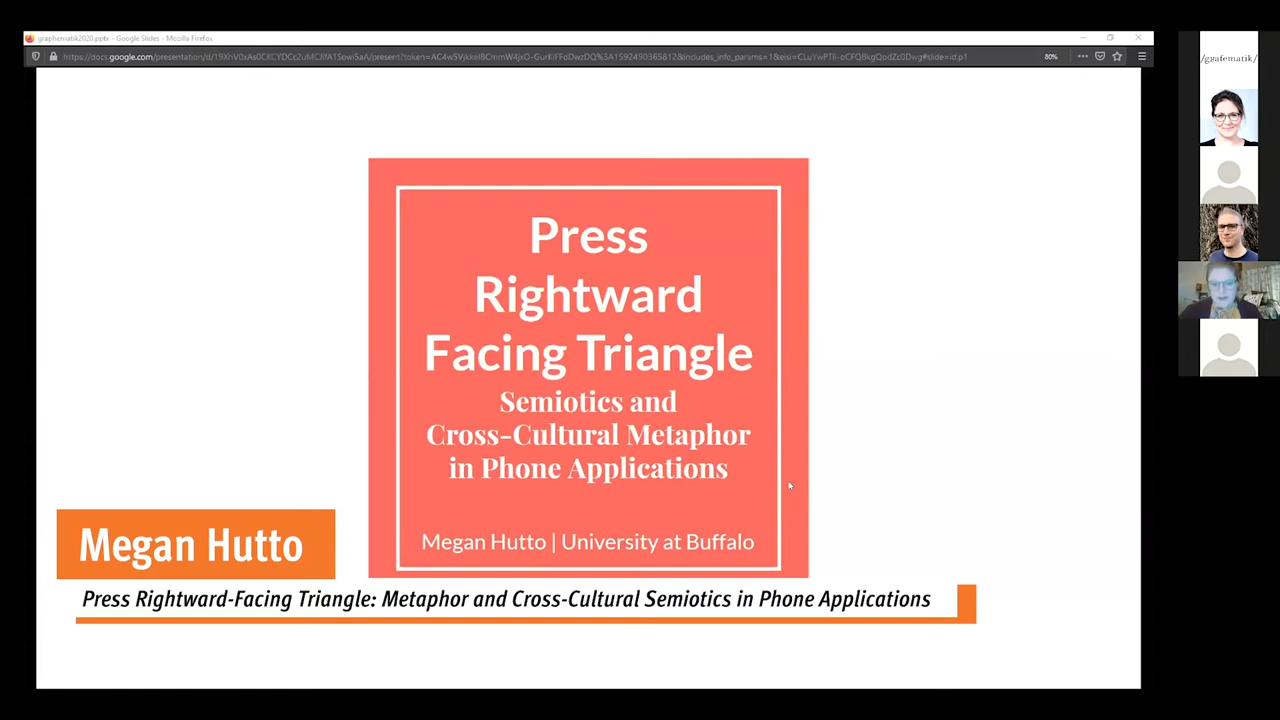 graphematik2020.pptx - Google Slides - Mozilla Firefox
80%
/grafematik/
Press
Rightward
Facing Triangle
Semiotics and
Cross-Cultural Metaphor
in Phone Applications
Megan Hutto | University at Buffalo
Megan Hutto
Press Rightward-Facing Triangle: Metaphor and Cross-Cultural Semiotics in Phone Applications